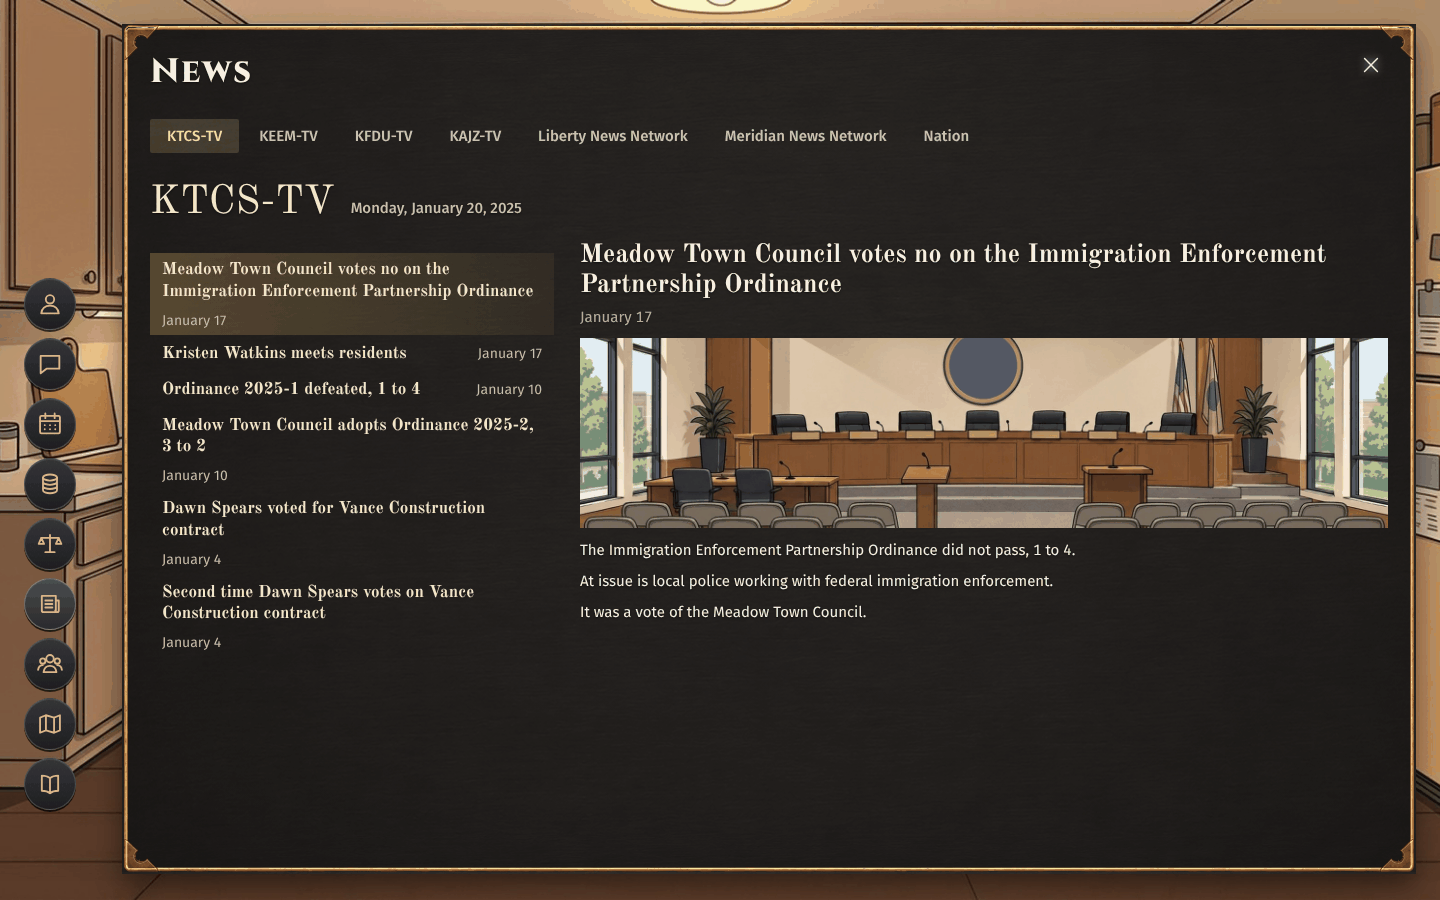 News
KTCS-TV
KEEM-TV
KFDU-TV
KAJZ-TV
Liberty News Network
Meridian News Network
Nation
KTCS-TV
Monday, January 20, 2025
Meadow Town Council votes no on the
Immigration Enforcement Partnership Ordinance
January 17
Kristen Watkins meets residents
January 17
Ordinance 2025-1 defeated, 1 to 4
January 10
Meadow Town Council adopts Ordinance 2025-2,
3 to 2
January 10
Dawn Spears voted for Vance Construction
contract
January 4
Second time Dawn Spears votes on Vance
Construction contract
January 4
Meadow Town Council votes no on the Immigration Enforcement
Partnership Ordinance
January 17
The Immigration Enforcement Partnership Ordinance did not pass, 1 to 4.
At issue is local police working with federal immigration enforcement.
It was a vote of the Meadow Town Council.